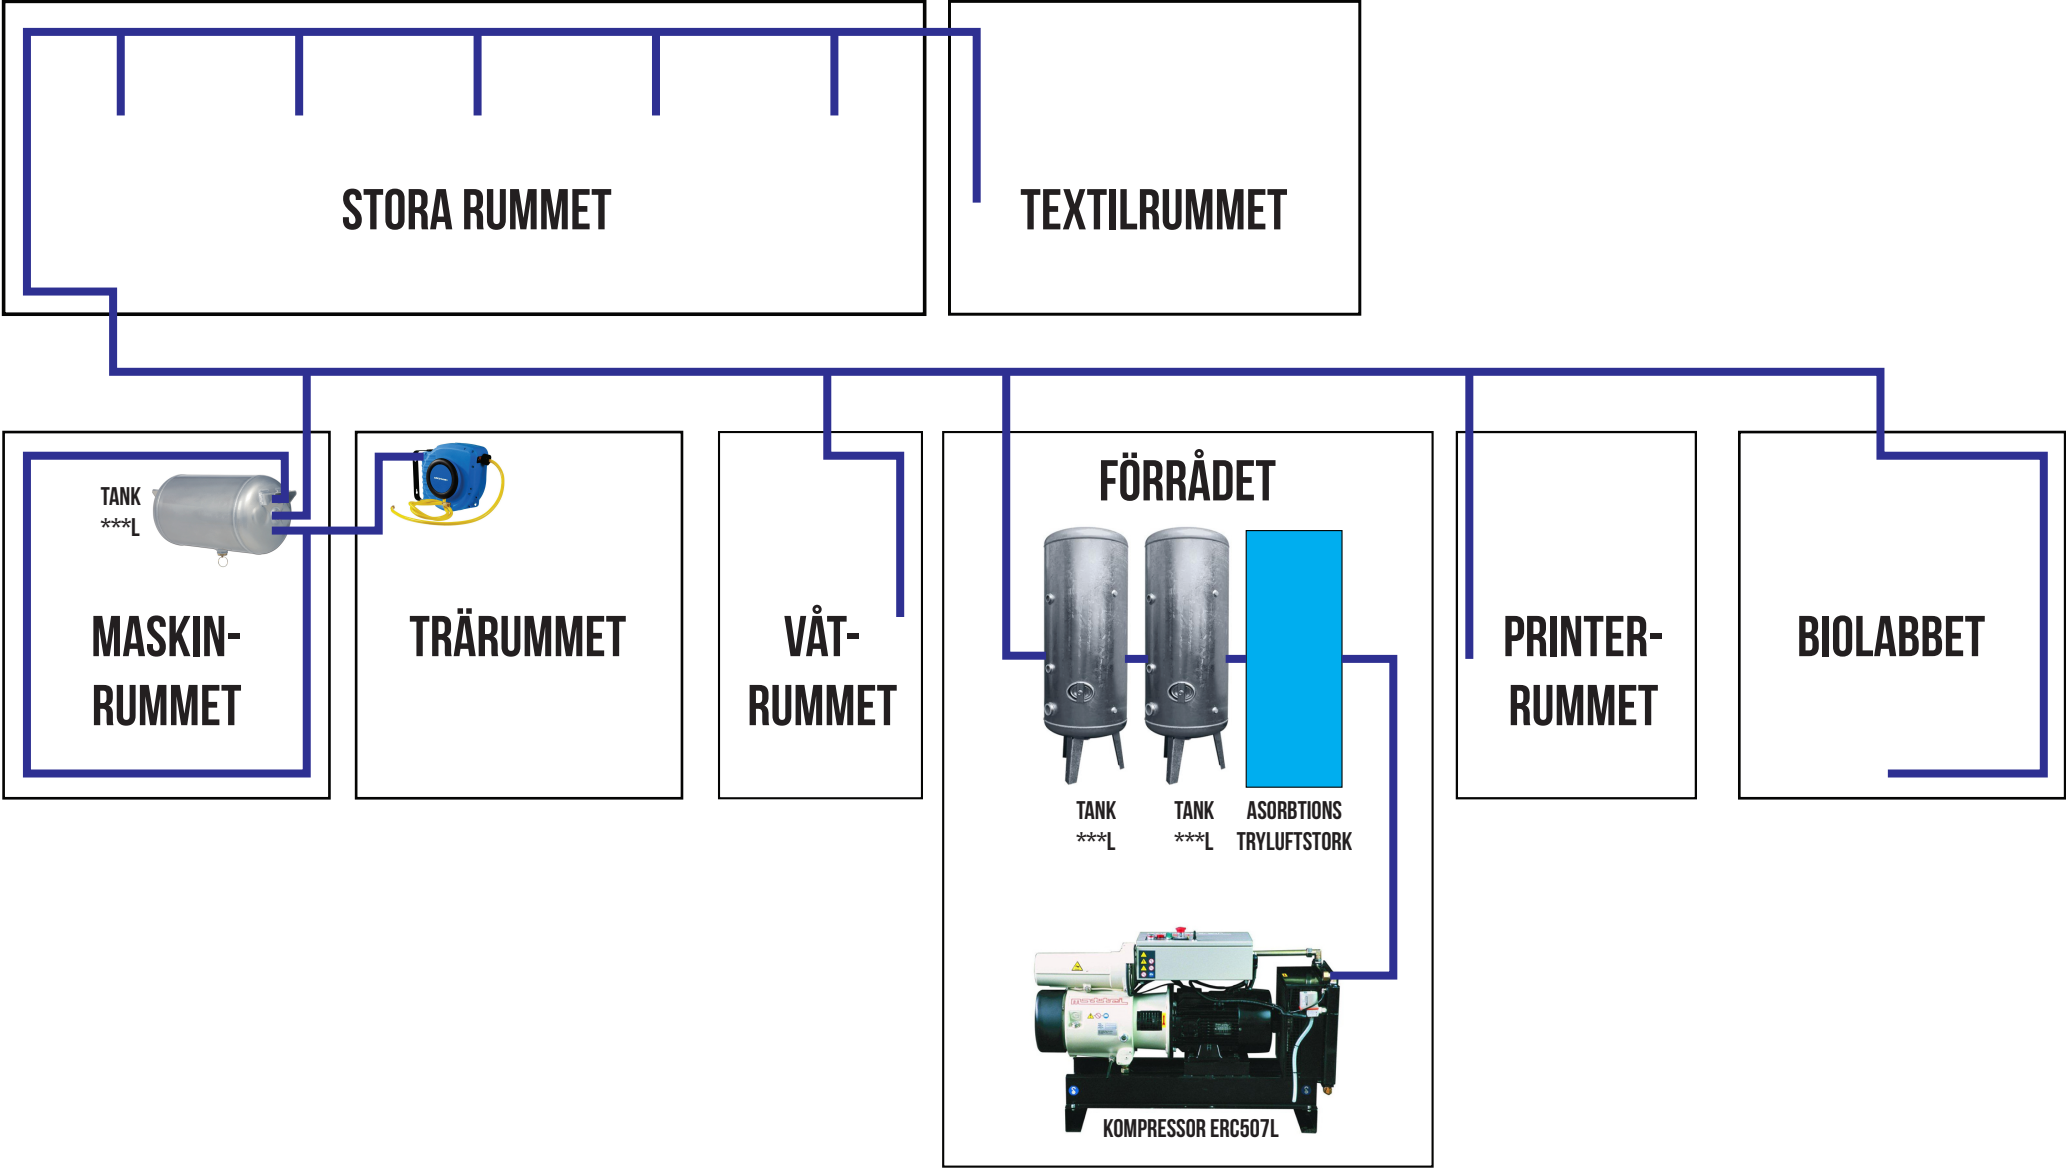 STORA RUMMET
TEXTILRUMMET
TANK
***L
MASKIN-
RUMMET
TRÄRUMMET
VÅT-
RUMMET
FÖRRÅDET
TANK
***L
TANK
***L
ASORBTIONS
TRYLUFTSTORK
KOMPRESSOR ERC507L
PRINTER-
RUMMET
BIOLABBET